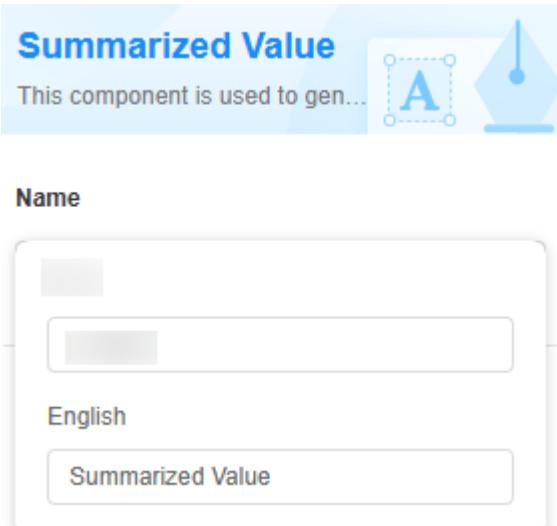 Summarized Value
This component is used to gen...
A
Name
English
Summarized Value